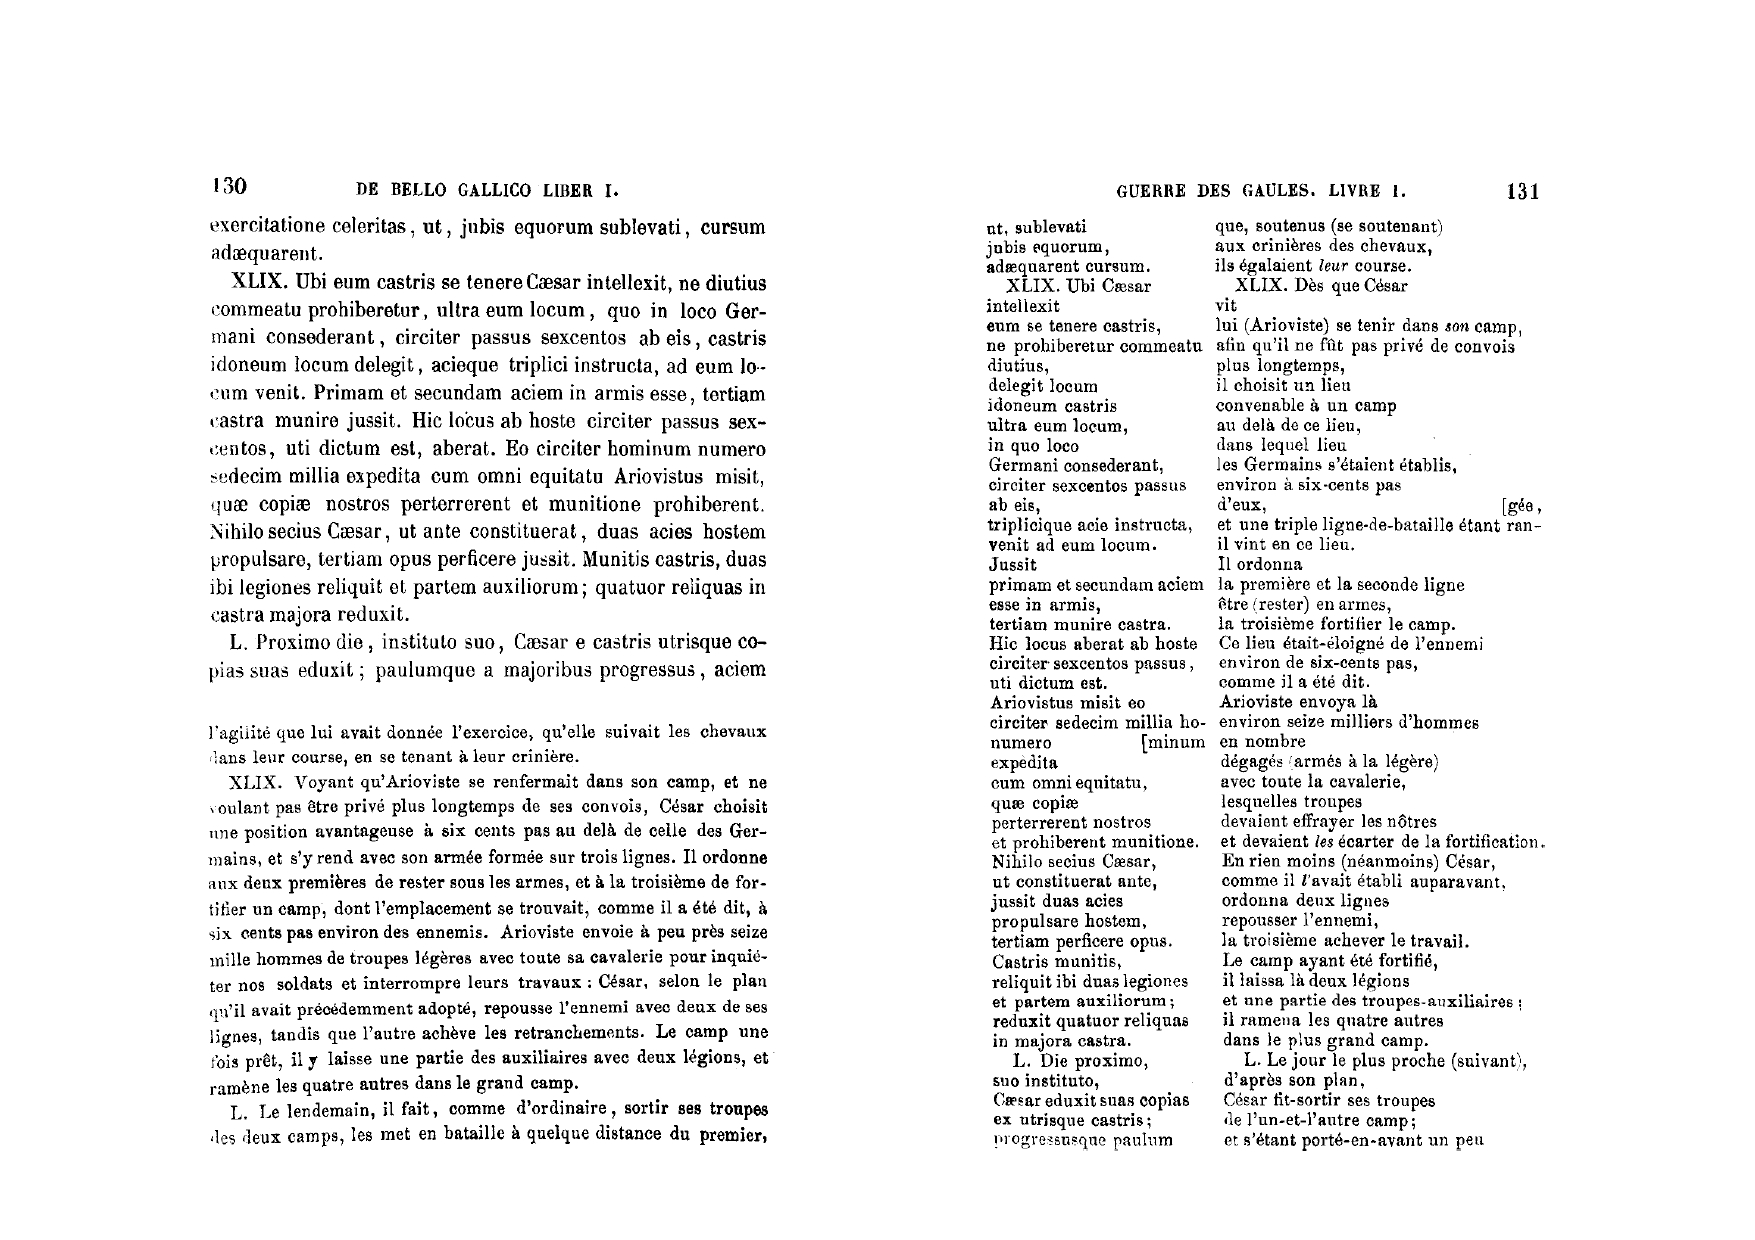 130 DE BELLO GALLICO LIBER I.
exercitatione celeritas, ut, jubis equorum sublevati, cursum
adæquarent.
XLIX. Ubi eum castris se tenere Cæsar intellexit, ne diutius
commeatu prohiberetur, ultra eum locum, quo in loco Ger-
mani consederant, circiter passus sexcentos ab eis, castris
idoneum locum delegit, acieque triplici instructa, ad eum lo-
cum venit. Primam et secundam aciem in armis esse, tertiam
castra munire jussit. Hic locus ab hoste circiter passus sex-
centos, uti dictum est, aberat. Eo circiter hominum numero
sedecim millia expedita cum omni equitatu Ariovistus misit,
quæ copiæ nostros perterrerent et munitione prohiberent.
Nihilo secius Cæsar, ut ante constituerat, duas acies hostem
propulsare, tertiam opus perficere jussit. Munitis castris, duas
ibi legiones reliquit et partem auxiliorum; quatuor reliquas in
castra majora reduxit.
L. Proximo die, instituto suo, Cæsar e castris utrisque co-
pias suas eduxit; paulumque a majoribus progressus, aciem
l'agilité que lui avait donnée l'exercice, qu'elle suivait les chevaux
dans leur course, en se tenant à leur crinière.
XLIX. Voyant qu'Arioviste se renfermait dans son camp, et ne
voulant pas être privé plus longtemps de ses convois, César choisit
une position avantageuse à six cents pas au delà de celle des Ger-
mains, et s'y rend avec son armée formée sur trois lignes. Il ordonne
aux deux premières de rester sous les armes, et à la troisième de for-
tifier un camp, dont l'emplacement se trouvait, comme il a été dit, à
six cents pas environ des ennemis. Arioviste envoie à peu près seize
mille hommes de troupes légères avec toute sa cavalerie pour inquié-
ter nos soldats et interrompre leurs travaux : César, selon le plan
qu'il avait précédemment adopté, repousse l'ennemi avec deux de ses
lignes, tandis que l'autre achève les retranchements. Le camp une
fois prêt, il y laisse une partie des auxiliaires avec deux légions, et
ramène les quatre autres dans le grand camp.
L. Le lendemain, il fait, comme d'ordinaire, sortir ses troupes
des deux camps, les met en bataille à quelque distance du premier,
GUERRE DES GAULES. LIVRE I. 131
ut, sublevati
jubis equorum,
adæquarent cursum.
XLIX. Ubi Cæsar
intellexit
eum se tenere castris,
ne prohiberetur commeatu
diutius,
delegit locum
idoneum castris
ultra eum locum,
in quo loco
Germani consederant,
circiter sexcentos passus
ab eis,
triplicique acie instructa,
venit ad eum locum.
Jussit
primam et secundam aciem
esse in armis,
tertiam munire castra.
Hic locus aberat ab hoste
circiter sexcentos passus,
uti dictum est.
Ariovistus misit eo
circiter sedecim millia ho-
numero [minum
expedita
cum omni equitatu,
quæ copiæ
perterrerent nostros
et prohiberent munitione.
Nihilo secius Cæsar,
ut constituerat ante,
jussit duas acies
propulsare hostem,
tertiam perficere opus.
Castris munitis,
reliquit ibi duas legiones
et partem auxiliorum;
reduxit quatuor reliquas
in majora castra.
L. Die proximo,
suo instituto,
Cæsar eduxit suas copias
ex utrisque castris;
progressusque paulum
que, soutenus (se soutenant)
aux crinières des chevaux,
ils égalaient leur course.
XLIX. Dès que César
vit
lui (Arioviste) se tenir dans son camp,
afin qu'il ne fût pas privé de convois
plus longtemps,
il choisit un lieu
convenable à un camp
au delà de ce lieu,
dans lequel lieu
les Germains s'étaient établis,
environ à six-cents pas
d'eux, [gée,
et une triple ligne-de-bataille étant ran-
il vint en ce lieu.
Il ordonna
la première et la seconde ligne
être (rester) en armes,
la troisième fortifier le camp.
Ce lieu était-éloigné de l'ennemi
environ de six-cents pas,
comme il a été dit.
Arioviste envoya là
environ seize milliers d'hommes
en nombre
dégagés (armés à la légère)
avec toute la cavalerie,
lesquelles troupes
devaient effrayer les nôtres
et devaient les écarter de la fortification.
En rien moins (néanmoins) César,
comme il l'avait établi auparavant,
ordonna deux lignes
repousser l'ennemi,
la troisième achever le travail.
Le camp ayant été fortifié,
il laissa là deux légions
et une partie des troupes-auxiliaires;
il ramena les quatre autres
dans le plus grand camp.
L. Le jour le plus proche (suivant),
d'après son plan,
César fit-sortir ses troupes
de l'un-et-l'autre camp;
et s'étant porté-en-avant un peu